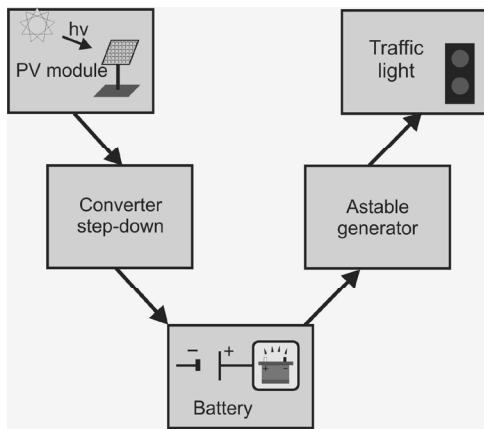 hv
PV module
Converter
step-down
− +
+ −
Battery
Astable
generator
Traffic
light